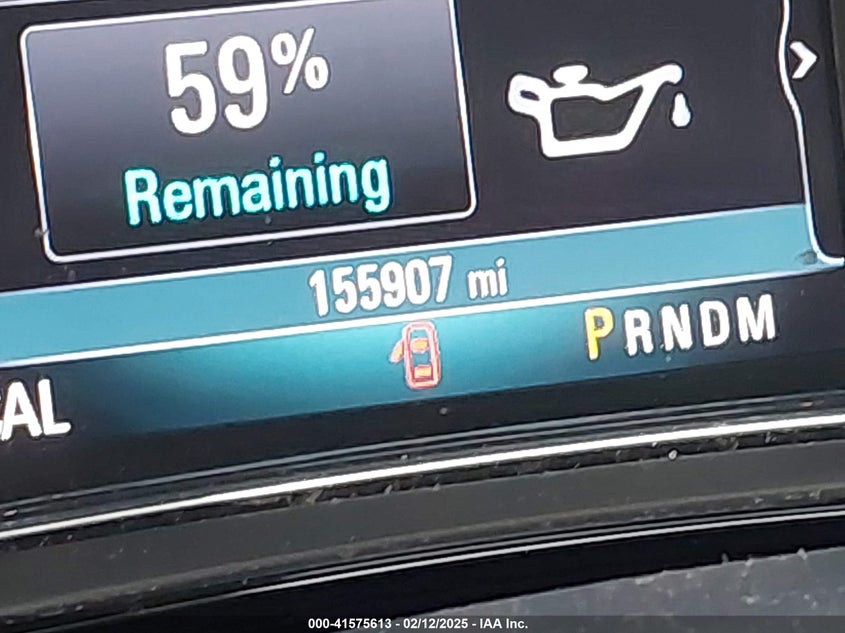 59%
Remaining
155907 mi
PRNDM
AL
000-41575613 - 02/12/2025 - IAA Inc.